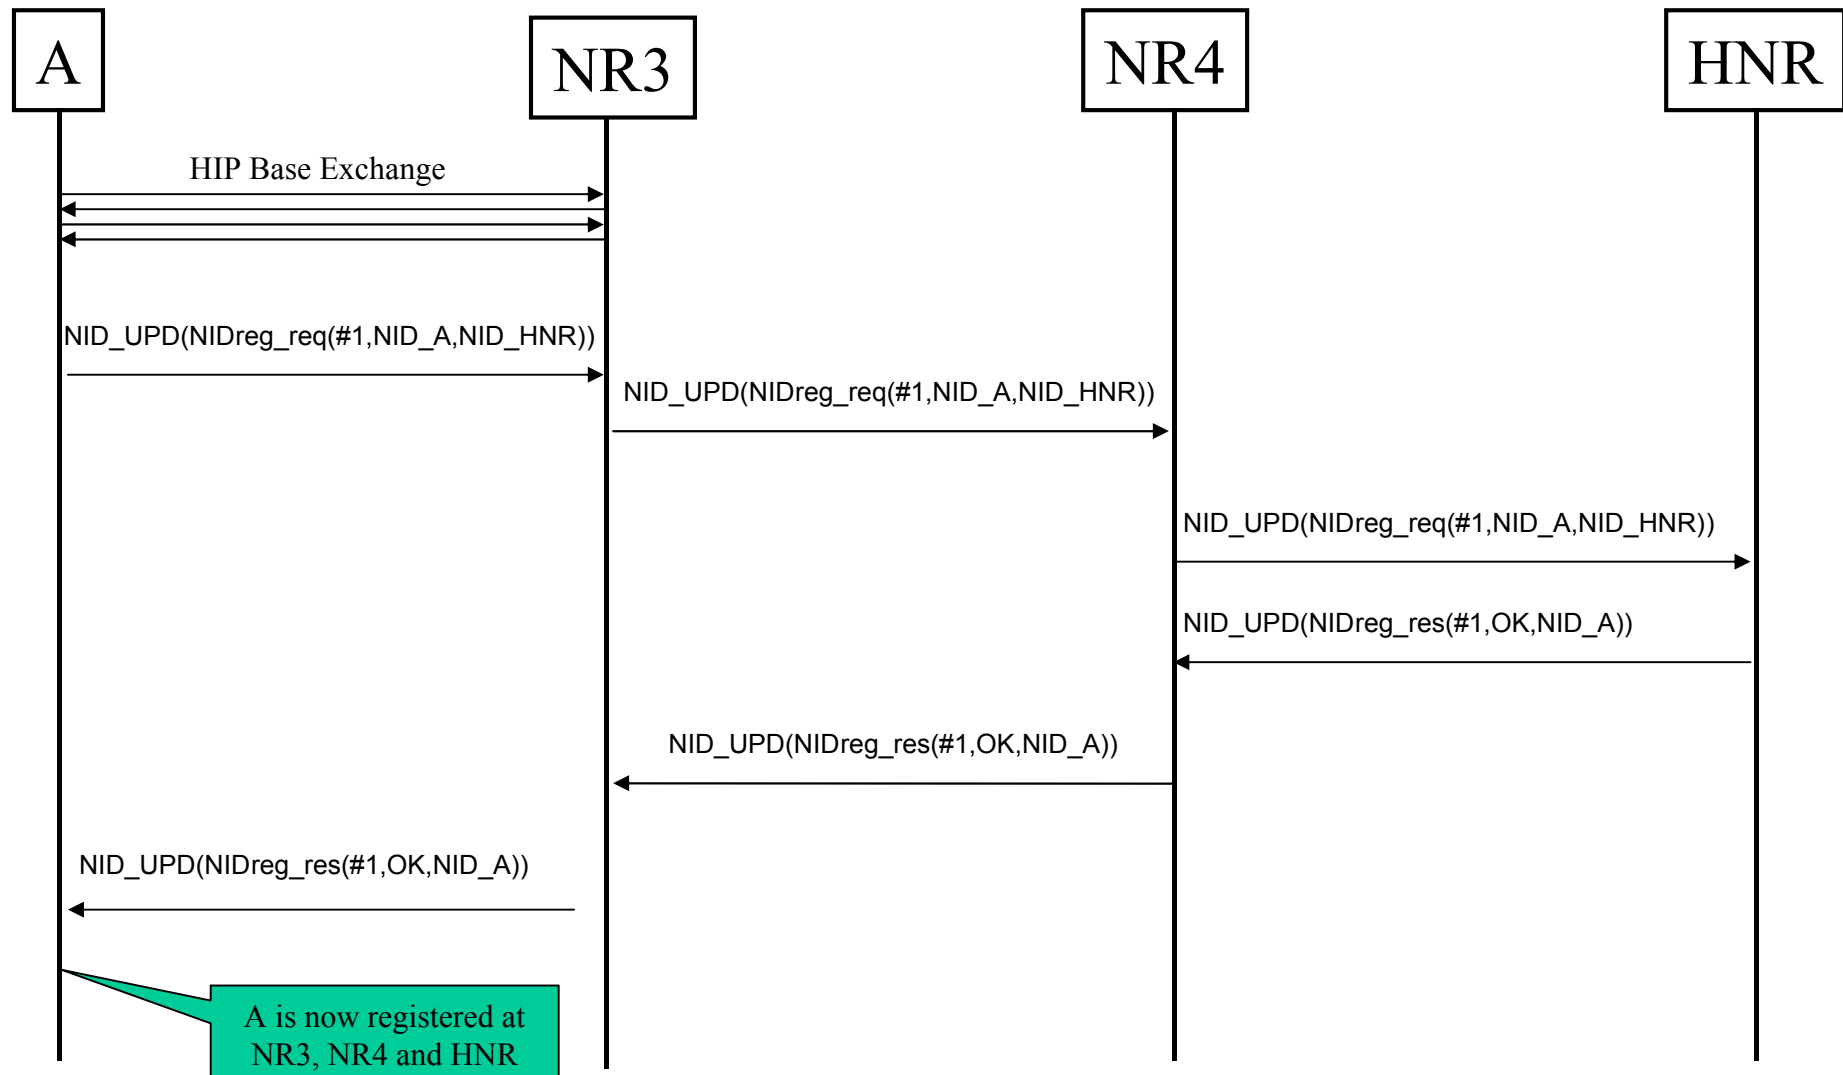 A
NR3
NR4
HNR
HIP Base Exchange
NID_UPD(NIDreg_req(#1,NID_A,NID_HNR))
NID_UPD(NIDreg_req(#1,NID_A,NID_HNR))
NID_UPD(NIDreg_req(#1,NID_A,NID_HNR))
NID_UPD(NIDreg_res(#1,OK,NID_A))
NID_UPD(NIDreg_res(#1,OK,NID_A))
NID_UPD(NIDreg_res(#1,OK,NID_A))
A is now registered at
NR3, NR4 and HNR